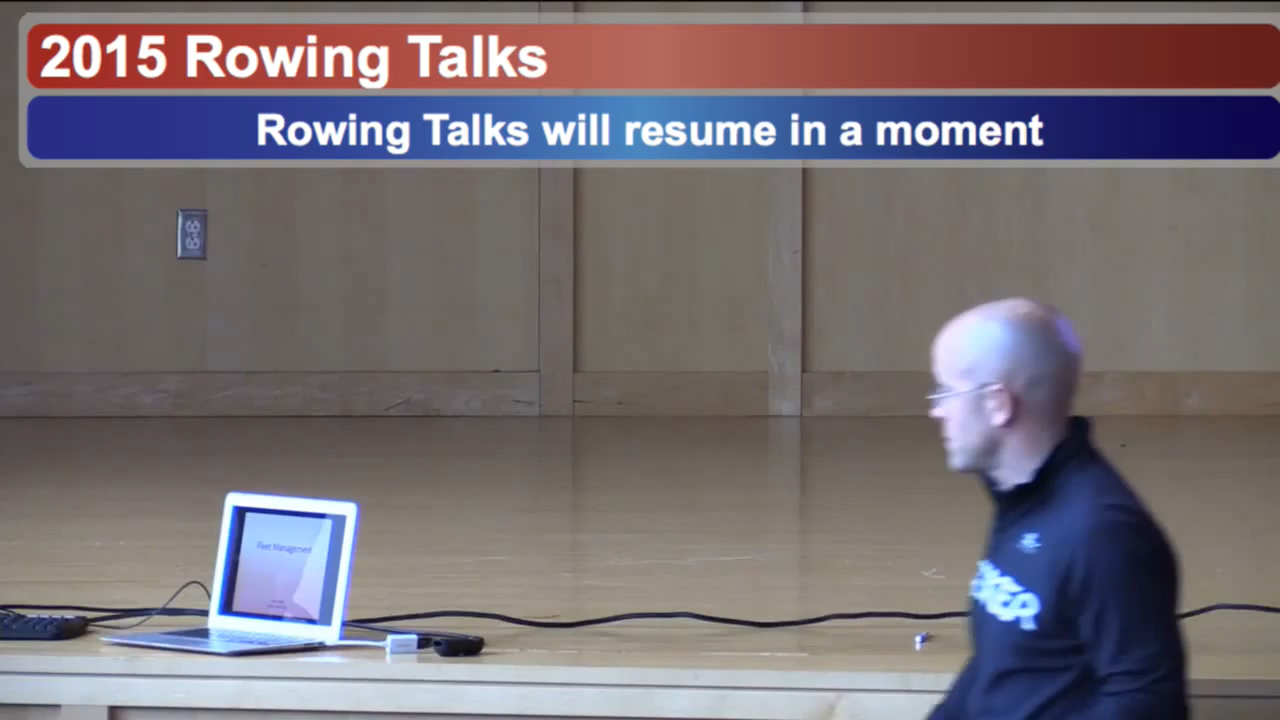 2015 Rowing Talks
Rowing Talks will resume in a moment
Fleet Management